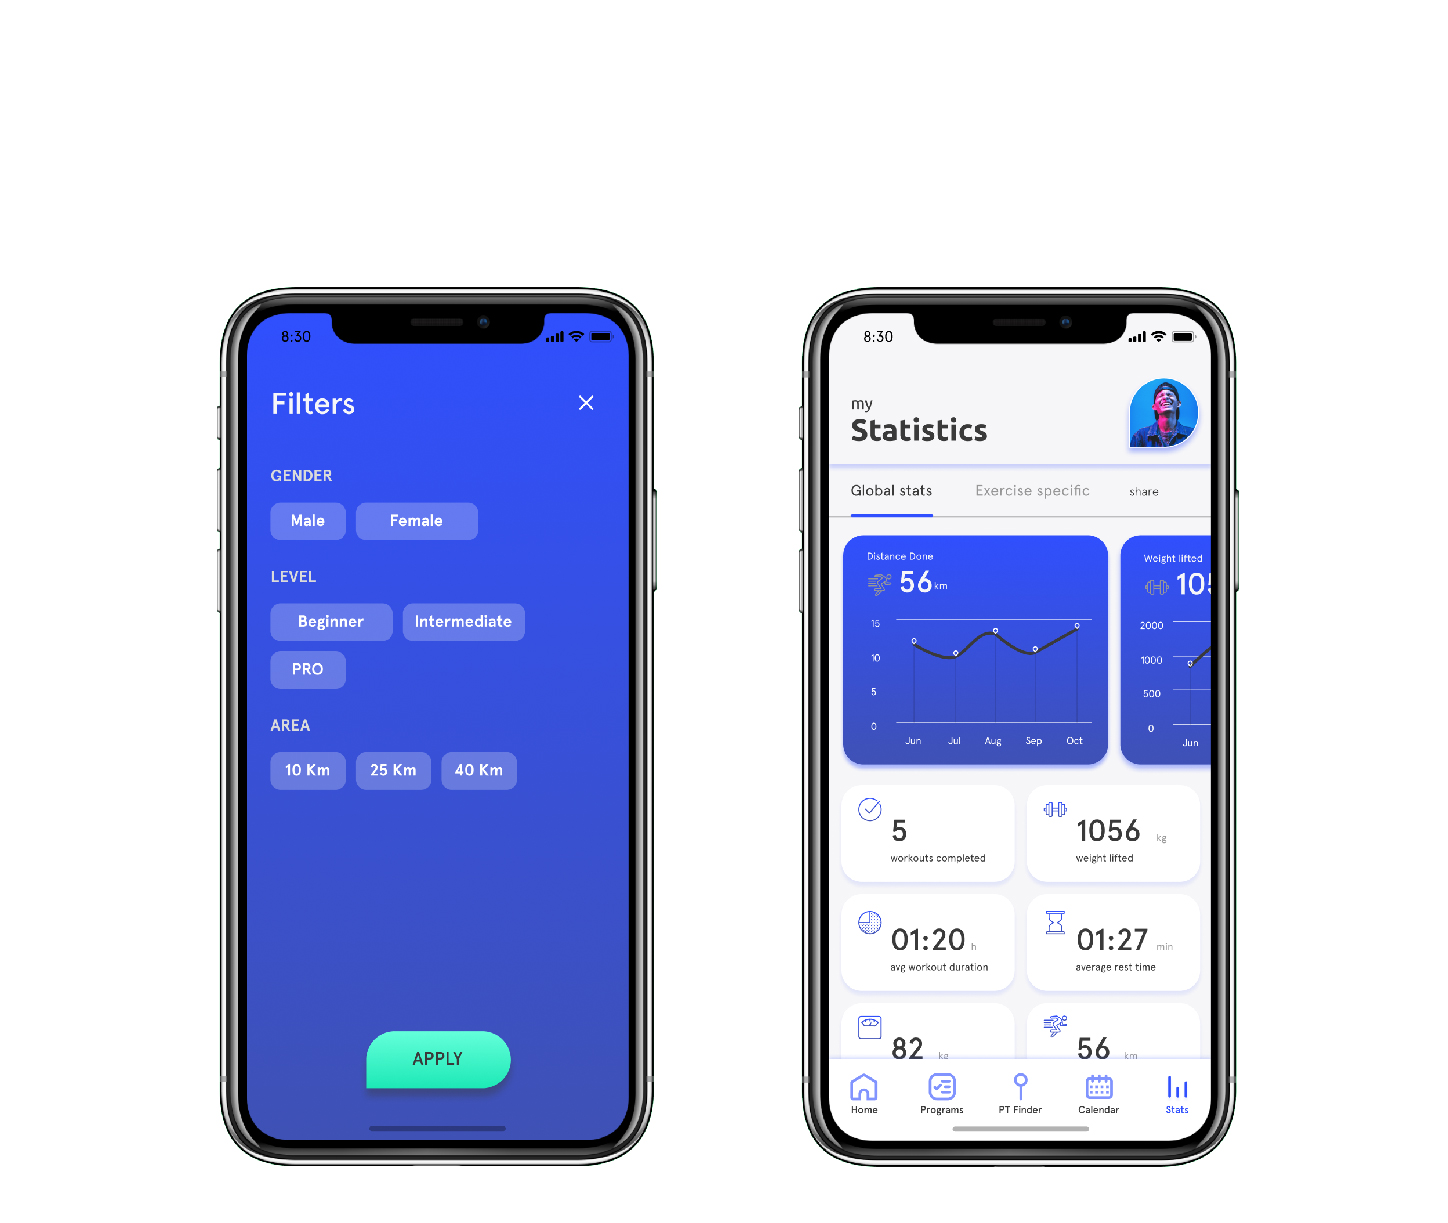 8:30
Filters
GENDER
Male Female
LEVEL
Beginner Intermediate
PRO
AREA
10 Km 25 Km 40 Km
APPLY
8:30
my
Statistics
Global stats Exercise specific share
Distance Done
56 km
15
10
5
0
Jun Jul Aug Sep Oct
Weight lifted
105
2000
1000
500
0
Jun
5
workouts completed
1056 kg
weight lifted
01:20 h
avg workout duration
01:27 min
average rest time
82 kg
56 km
Home Programs PT Finder Calendar Stats